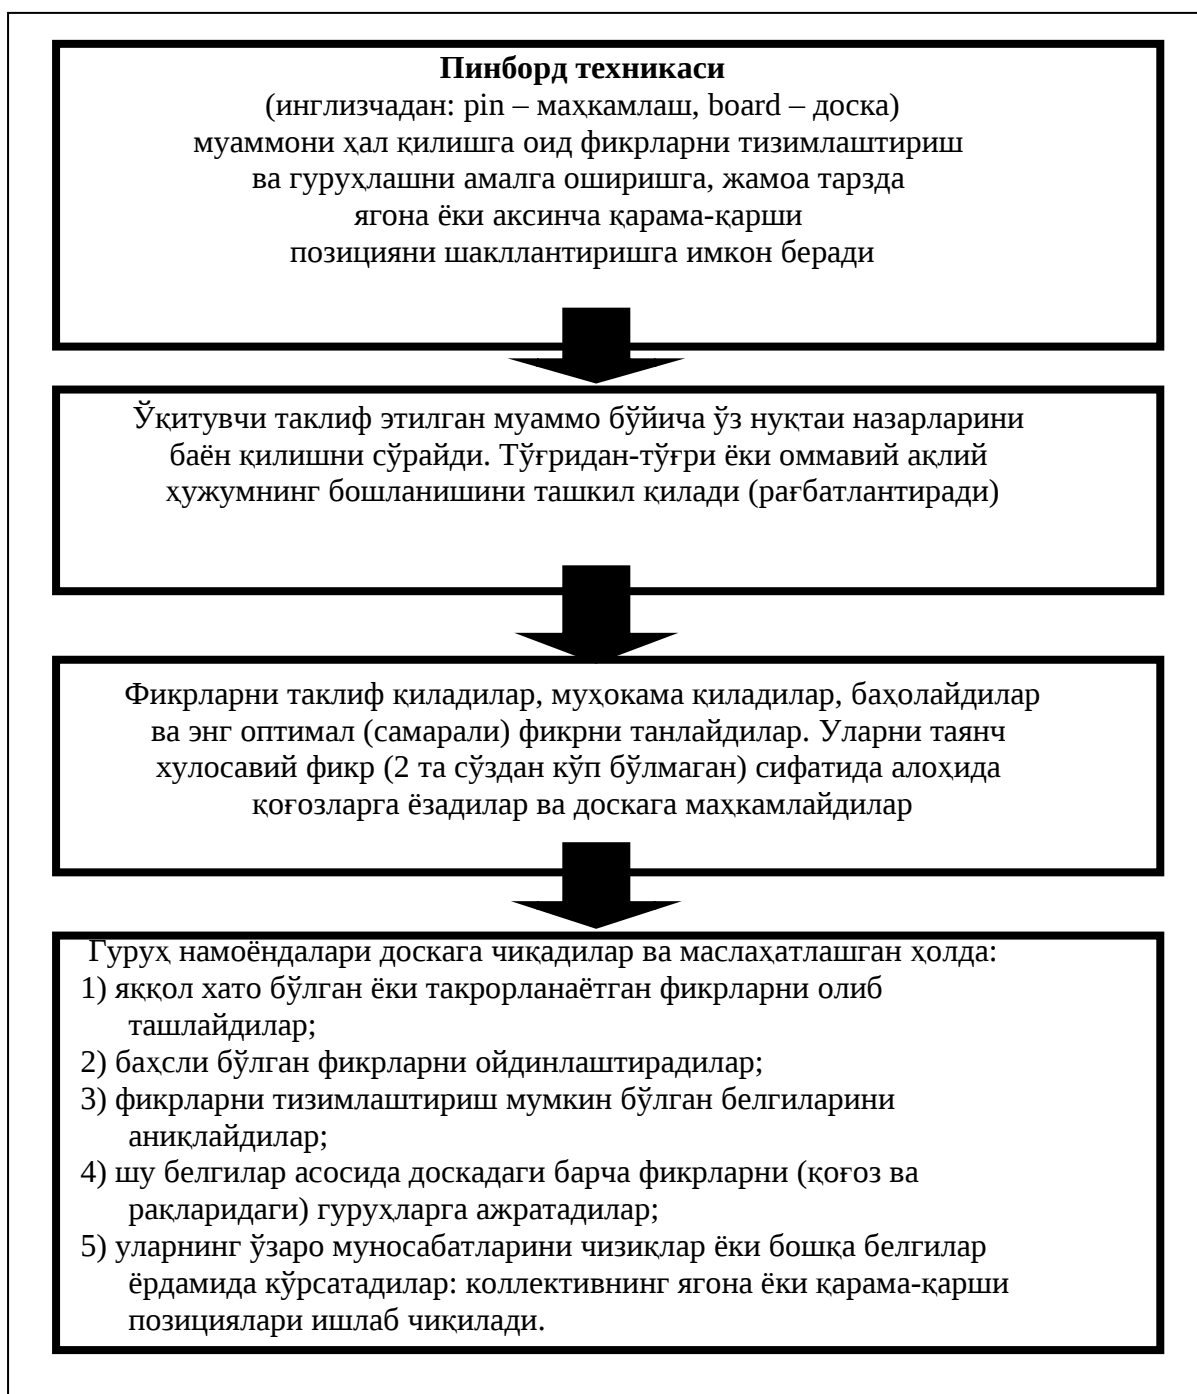 Пинборд техникаси
(инглизчадан: pin – маҳкамлаш, board – доска)
муаммони ҳал қилишга оид фикрларни тизимлаштириш
ва гуруҳлашни амалга оширишга, жамоа тарзда
ягона ёки аксинча қарама-қарши
позицияни шакллантиришга имкон беради
Ўқитувчи таклиф этилган муаммо бўйича ўз нуқтаи назарларини
баён қилишни сўрайди. Тўғридан-тўғри ёки оммавий ақлий
ҳужумнинг бошланишини ташкил қилади (рағбатлантиради)
Фикрларни таклиф қиладилар, муҳокама қиладилар, баҳолайдилар
ва энг оптимал (самарали) фикрни танлайдилар. Уларни таянч
хулосавий фикр (2 та сўздан кўп бўлмаган) сифатида алоҳида
қоғозларга ёзадилар ва доскага маҳкамлайдилар
Гуруҳ намоёндалари доскага чиқадилар ва маслаҳатлашган ҳолда:
1) яққол хато бўлган ёки такрорланаётган фикрларни олиб
ташлайдилар;
2) баҳсли бўлган фикрларни ойдинлаштирадилар;
3) фикрларни тизимлаштириш мумкин бўлган белгиларини
аниқлайдилар;
4) шу белгилар асосида доскадаги барча фикрларни (қоғоз ва
рақларидаги) гуруҳларга ажратадилар;
5) уларнинг ўзаро муносабатларини чизиқлар ёки бошқа белгилар
ёрдамида кўрсатадилар: коллективнинг ягона ёки қарама-қарши
позициялари ишлаб чиқилади.